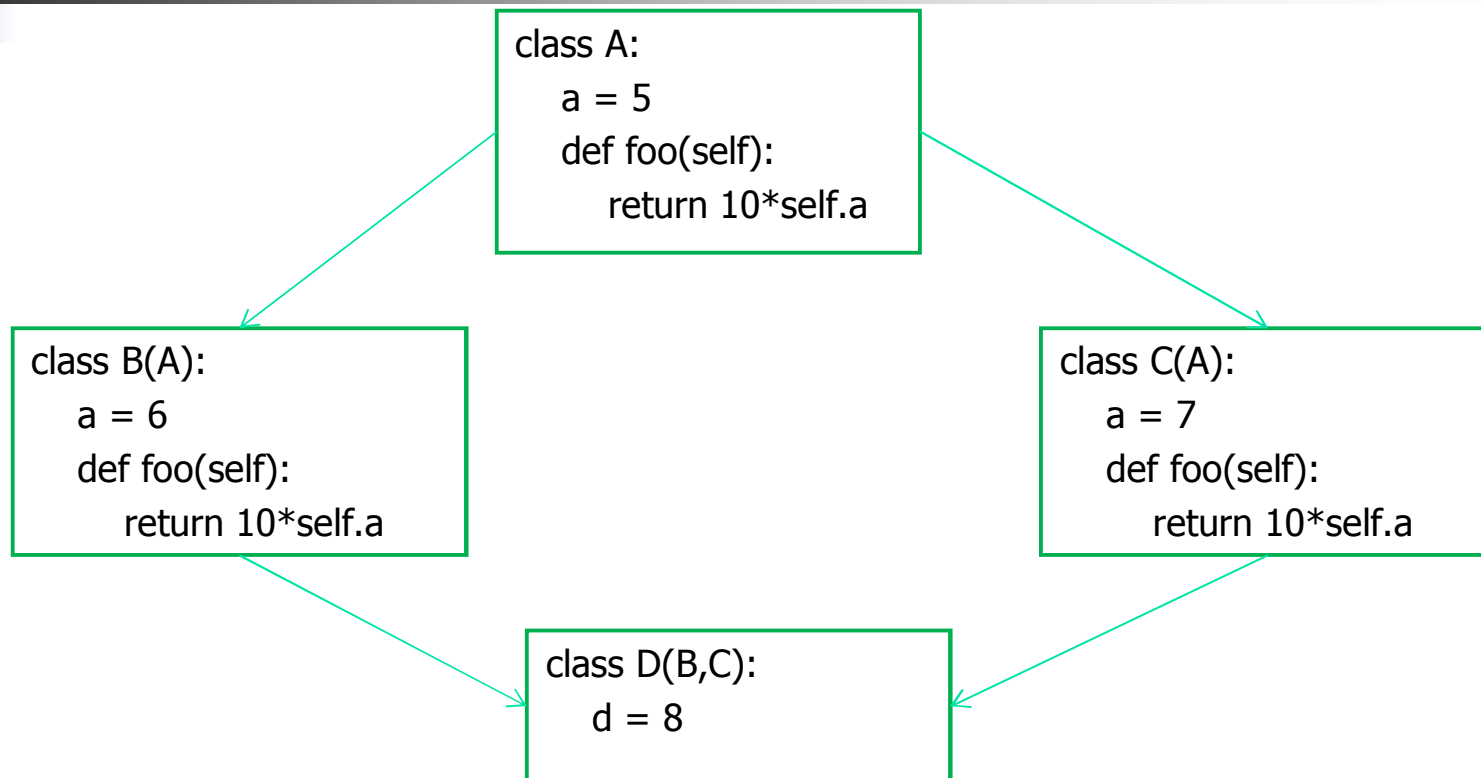 class A:
a = 5
def foo(self):
return 10*self.a
class B(A):
a = 6
def foo(self):
return 10*self.a
class C(A):
a = 7
def foo(self):
return 10*self.a
class D(B,C):
d = 8